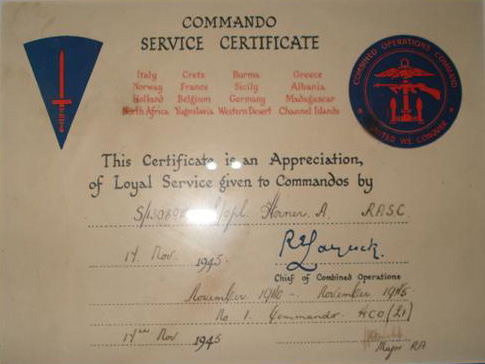 COMMANDO
SERVICE CERTIFICATE
Italy Crete Burma Greece
Norway France Sicily Albania
Holland Belgium Germany Madagascar
North Africa Yugoslavia Western Desert Channel Islands
COMBINED OPERATIONS COMMAND
UNITED WE CONQUER
This Certificate is an Appreciation,
of Loyal Service given to Commandos by
Horner. A. R.A.S.C
Nov. 1945.
R E Laycock.
Chief of Combined Operations
November 1940 - November 1945
No 1. Commando.
Nov 1945
Major RA